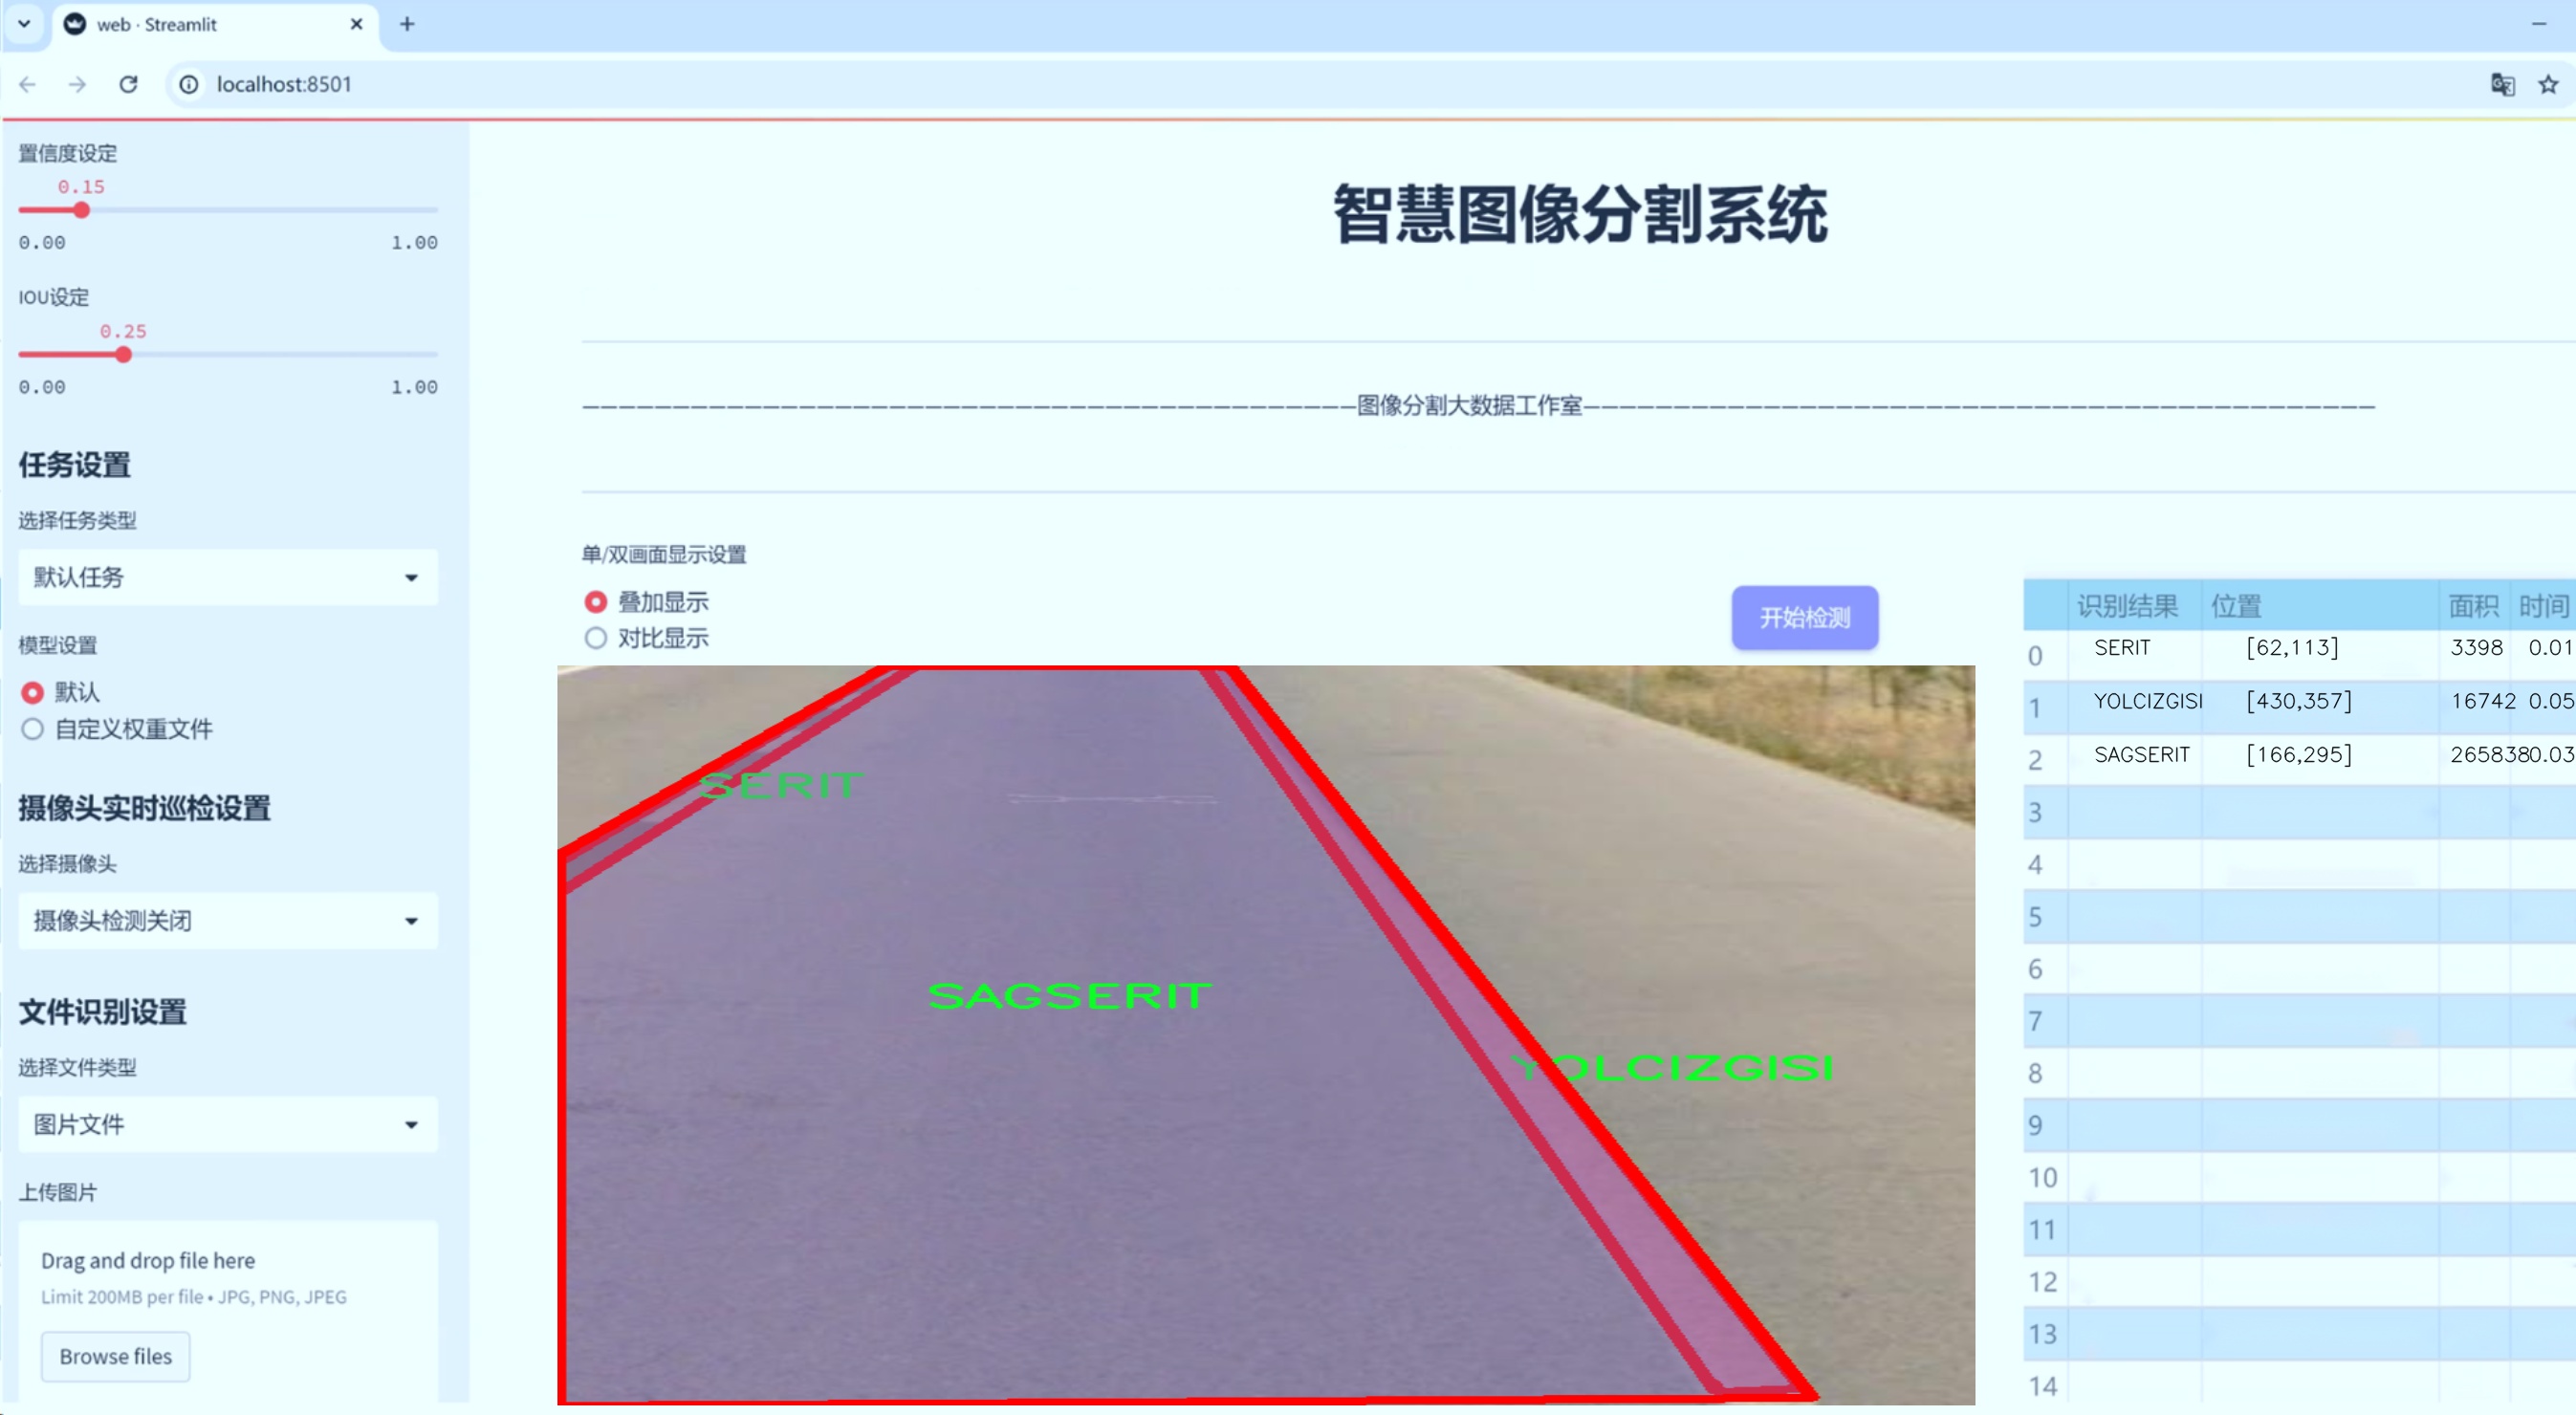 web · Streamlit
localhost:8501
置信度设定
0.15
0.00 1.00
IOU设定
0.25
0.00 1.00
任务设置
选择任务类型
默认任务
模型设置
默认
自定义权重文件
摄像头实时巡检设置
选择摄像头
摄像头检测关闭
文件识别设置
选择文件类型
图片文件
上传图片
Drag and drop file here
Limit 200MB per file • JPG, PNG, JPEG
Browse files
智慧图像分割系统
图像分割大数据工作室
单/双画面显示设置
叠加显示
对比显示
开始检测
SERIT
SAGSERIT
YOLCIZGISI
识别结果 位置 面积 时间
0 SERIT [62,113] 3398 0.01
1 YOLCIZGISI [430,357] 16742 0.05
2 SAGSERIT [166,295] 265838 0.03
3
4
5
6
7
8
9
10
11
12
13
14